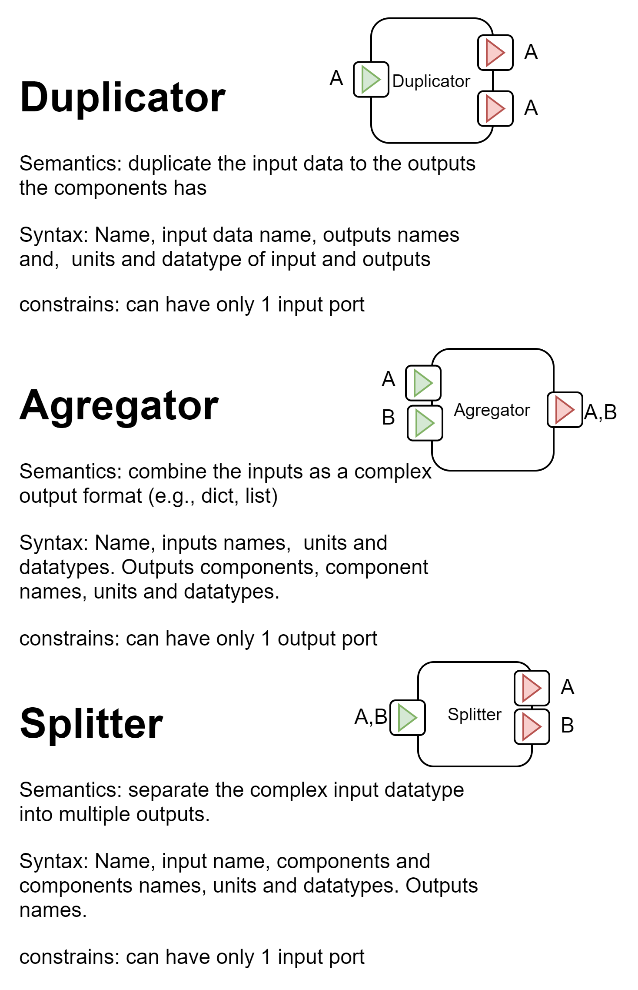 A
Duplicator
A
A
Duplicator
Semantics: duplicate the input data to the outputs
the components has
Syntax: Name, input data name, outputs names
and,  units and datatype of input and outputs
constrains: can have only 1 input port
A
B
Agregator
A,B
Agregator
Semantics: combine the inputs as a complex
output format (e.g., dict, list)
Syntax: Name, inputs names,  units and
datatypes. Outputs components, component
names, units and datatypes.
constrains: can have only 1 output port
A,B
Splitter
A
B
Splitter
Semantics: separate the complex input datatype
into multiple outputs.
Syntax: Name, input name, components and
components names, units and datatypes. Outputs
names.
constrains: can have only 1 input port